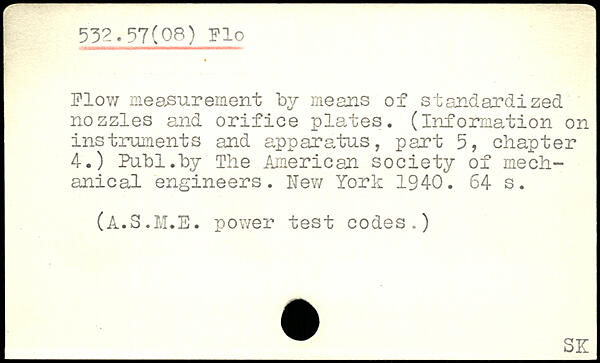 532.57(08) Flo
Flow measurement by means of standardized
nozzles and orifice plates. (Information on
instruments and apparatus, part 5, chapter
4.) Publ.by The American society of mech-
anical engineers. New York 1940. 64 s.
(A.S.M.E. power test codes.)
SK